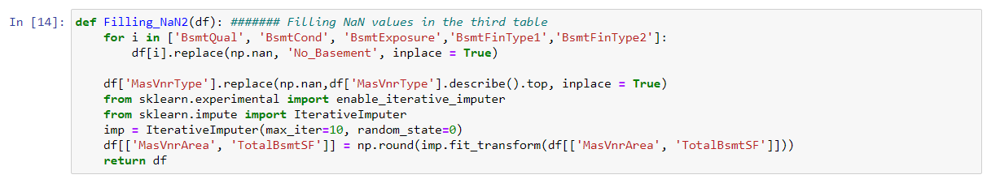 In [14]: def Filling_NaN2(df): ####### Filling NaN values in the third table
    for i in ['BsmtQual', 'BsmtCond', 'BsmtExposure','BsmtFinType1','BsmtFinType2']:
        df[i].replace(np.nan, 'No_Basement', inplace = True)

    df['MasVnrType'].replace(np.nan,df['MasVnrType'].describe().top, inplace = True)
    from sklearn.experimental import enable_iterative_imputer
    from sklearn.impute import IterativeImputer
    imp = IterativeImputer(max_iter=10, random_state=0)
    df[['MasVnrArea', 'TotalBsmtSF']] = np.round(imp.fit_transform(df[['MasVnrArea', 'TotalBsmtSF']]))
    return df